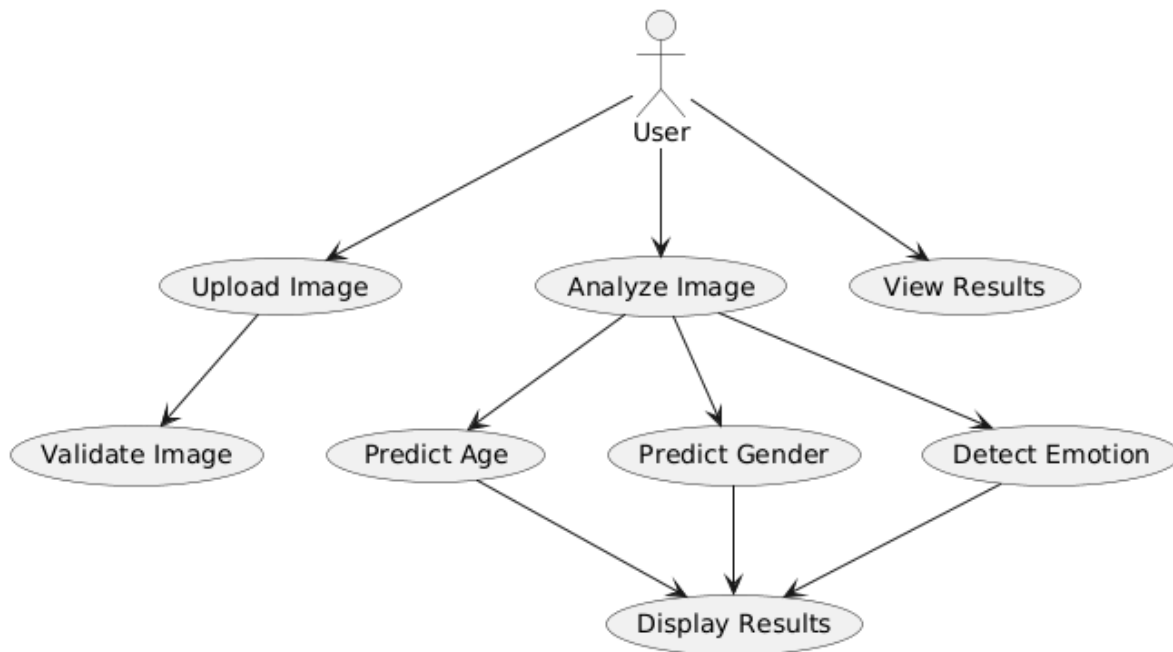 User
Upload Image
Analyze Image
View Results
Validate Image
Predict Age
Predict Gender
Detect Emotion
Display Results